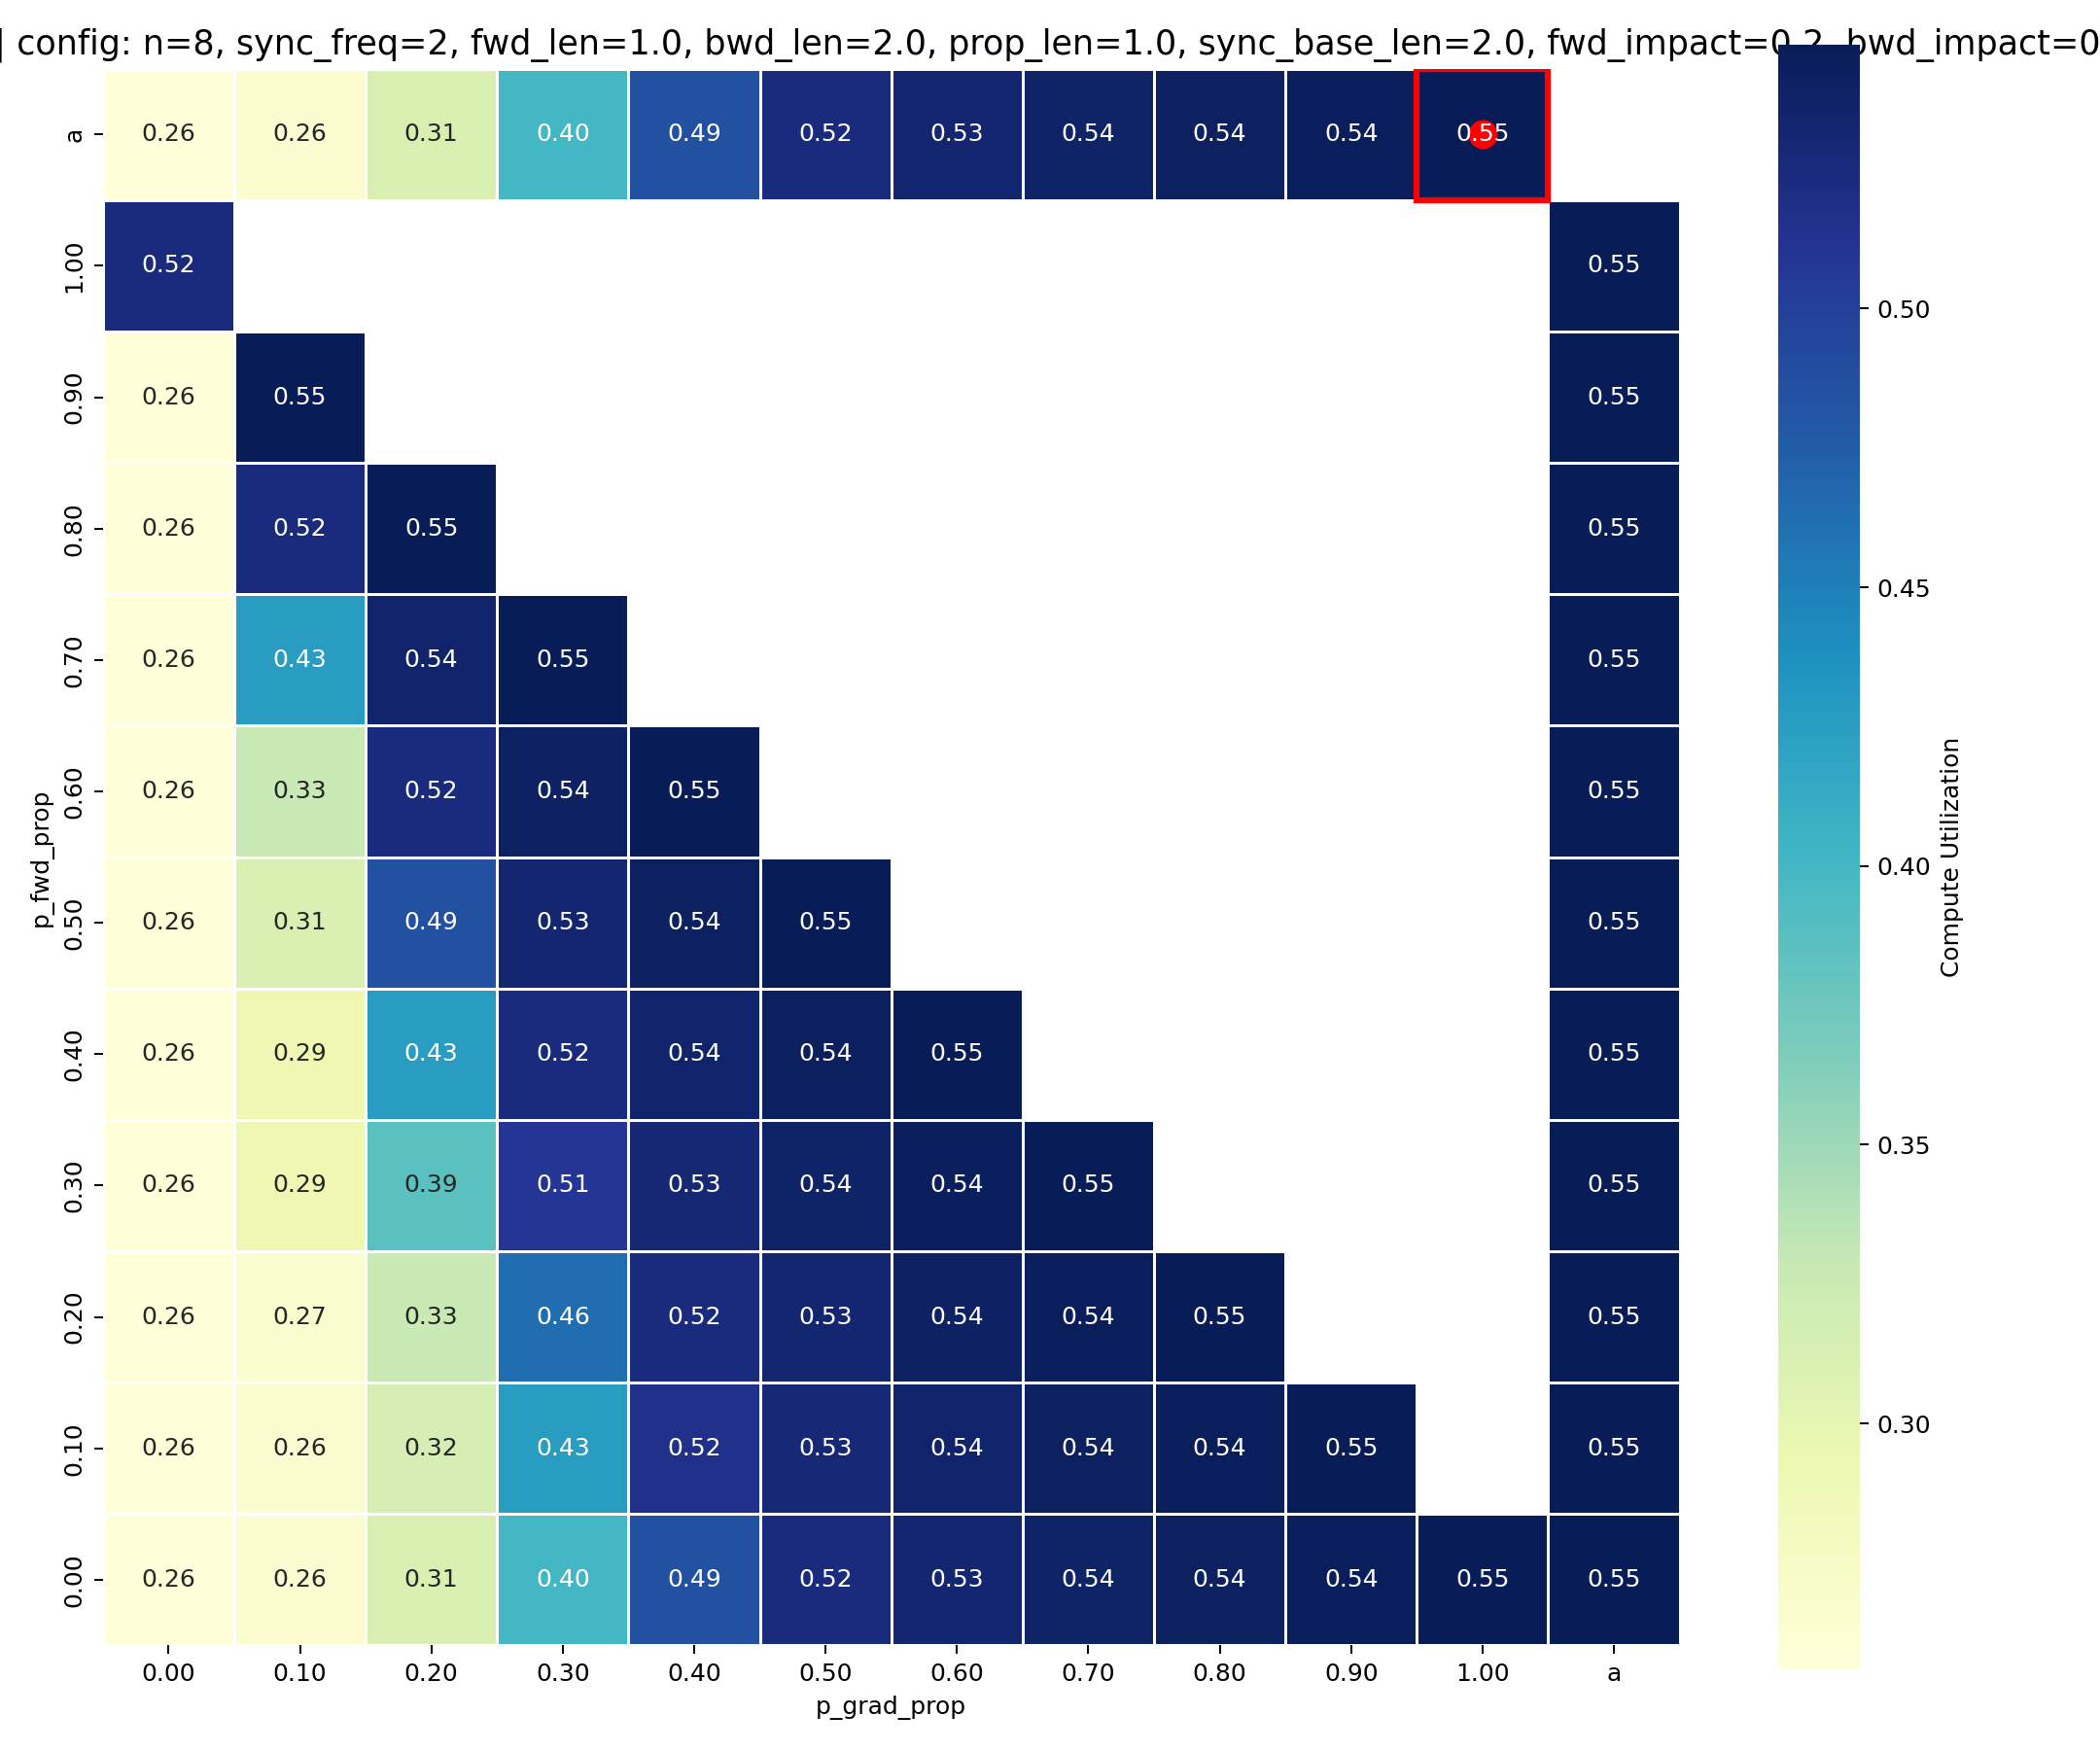 config: n=8, sync_freq=2, fwd_len=1.0, bwd_len=2.0, prop_len=1.0, sync_base_len=2.0, fwd_impact=0.2, bwd_impact=0
a 0.26 0.26 0.31 0.40 0.49 0.52 0.53 0.54 0.54 0.54 0.55
1.00 0.52 0.55
0.90 0.26 0.55 0.55
0.80 0.26 0.52 0.55 0.55
0.70 0.26 0.43 0.54 0.55 0.55
0.60 0.26 0.33 0.52 0.54 0.55 0.55
0.50 0.26 0.31 0.49 0.53 0.54 0.55 0.55
0.40 0.26 0.29 0.43 0.52 0.54 0.54 0.55 0.55
0.30 0.26 0.29 0.39 0.51 0.53 0.54 0.54 0.55 0.55
0.20 0.26 0.27 0.33 0.46 0.52 0.53 0.54 0.54 0.55 0.55
0.10 0.26 0.26 0.32 0.43 0.52 0.53 0.54 0.54 0.54 0.55 0.55
0.00 0.26 0.26 0.31 0.40 0.49 0.52 0.53 0.54 0.54 0.54 0.55 0.55
0.00 0.10 0.20 0.30 0.40 0.50 0.60 0.70 0.80 0.90 1.00 a
p_grad_prop
p_fwd_prop
0.50
0.45
0.40
0.35
0.30
Compute Utilization